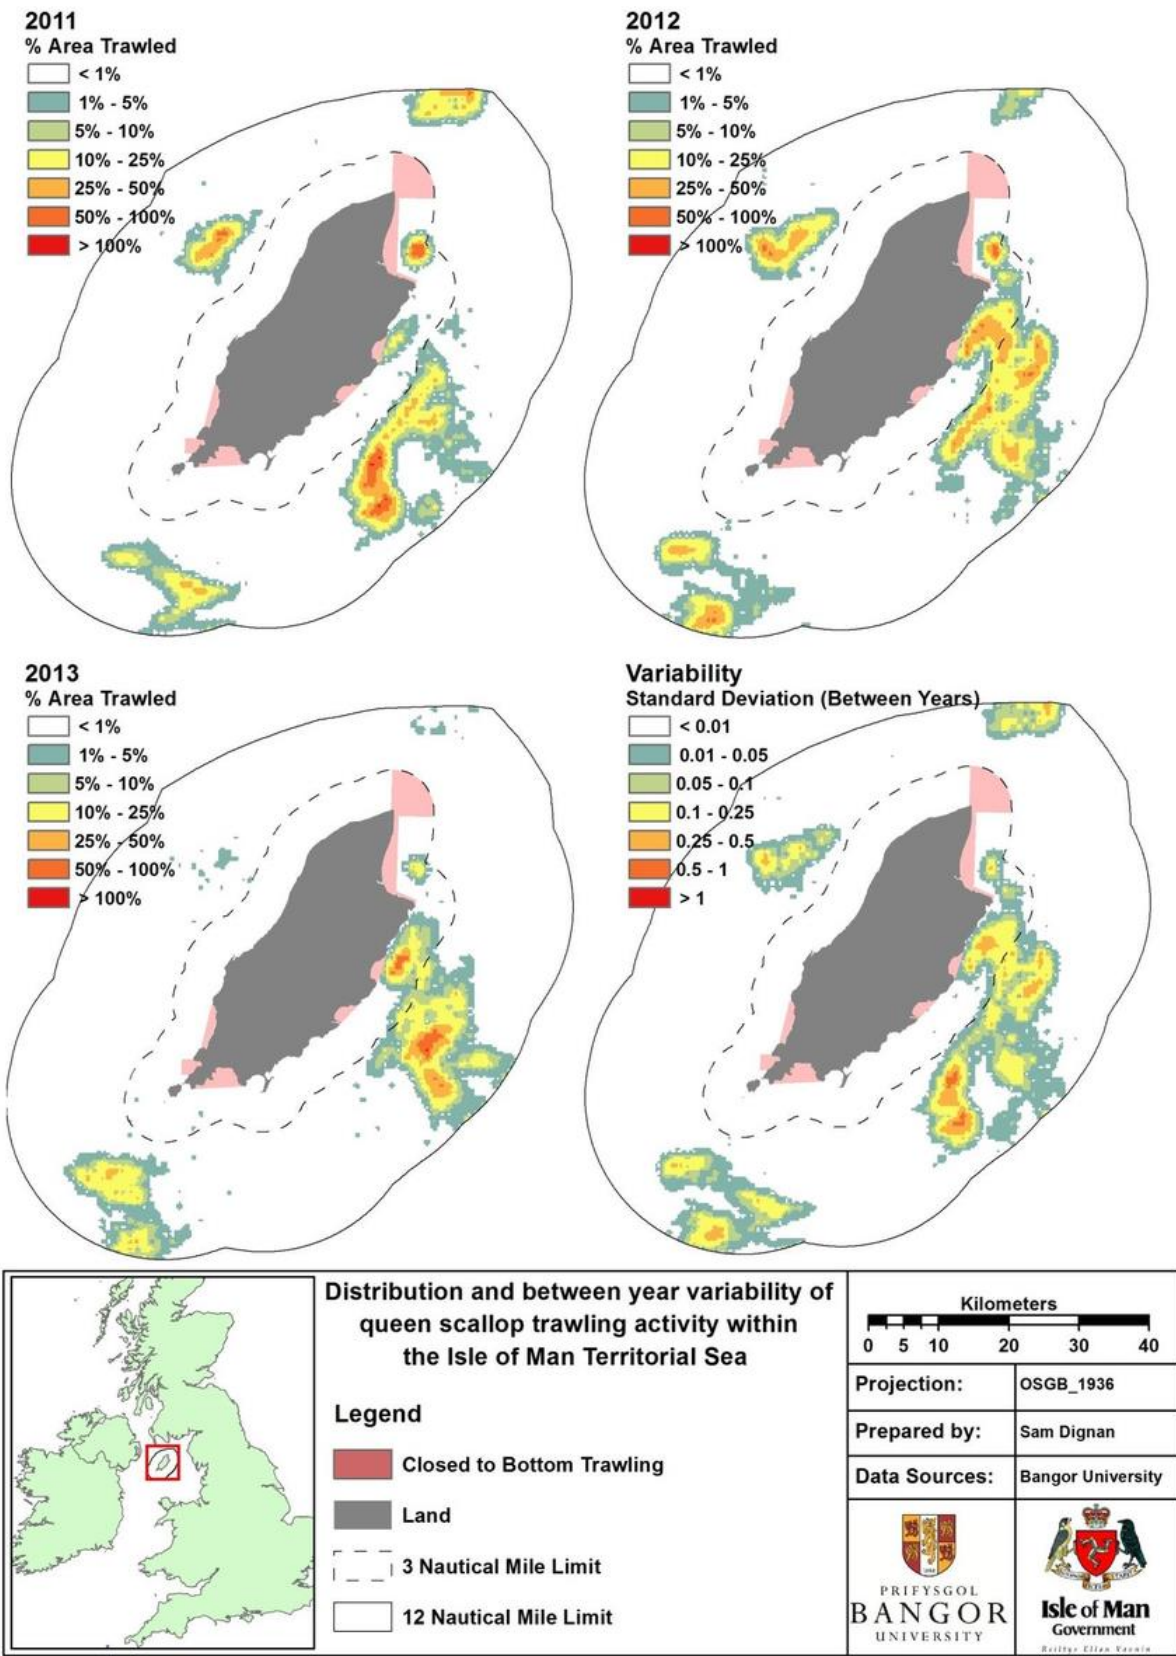 2011
% Area Trawled
< 1%
1% - 5%
5% - 10%
10% - 25%
25% - 50%
50% - 100%
> 100%
2012
% Area Trawled
< 1%
1% - 5%
5% - 10%
10% - 25%
25% - 50%
50% - 100%
> 100%
2013
% Area Trawled
< 1%
1% - 5%
5% - 10%
10% - 25%
25% - 50%
50% - 100%
> 100%
Variability
Standard Deviation (Between Years)
< 0.01
0.01 - 0.05
0.05 - 0.1
0.1 - 0.25
0.25 - 0.5
0.5 - 1
> 1
Distribution and between year variability of
queen scallop trawling activity within
the Isle of Man Territorial Sea
Legend
Closed to Bottom Trawling
Land
3 Nautical Mile Limit
12 Nautical Mile Limit
Kilometers
0 5 10 20 30 40
Projection: OSGB_1936
Prepared by: Sam Dignan
Data Sources: Bangor University
PRIFYSGOL
BANGOR
UNIVERSITY
Isle of Man
Government
Reiltys Ellan Vannin